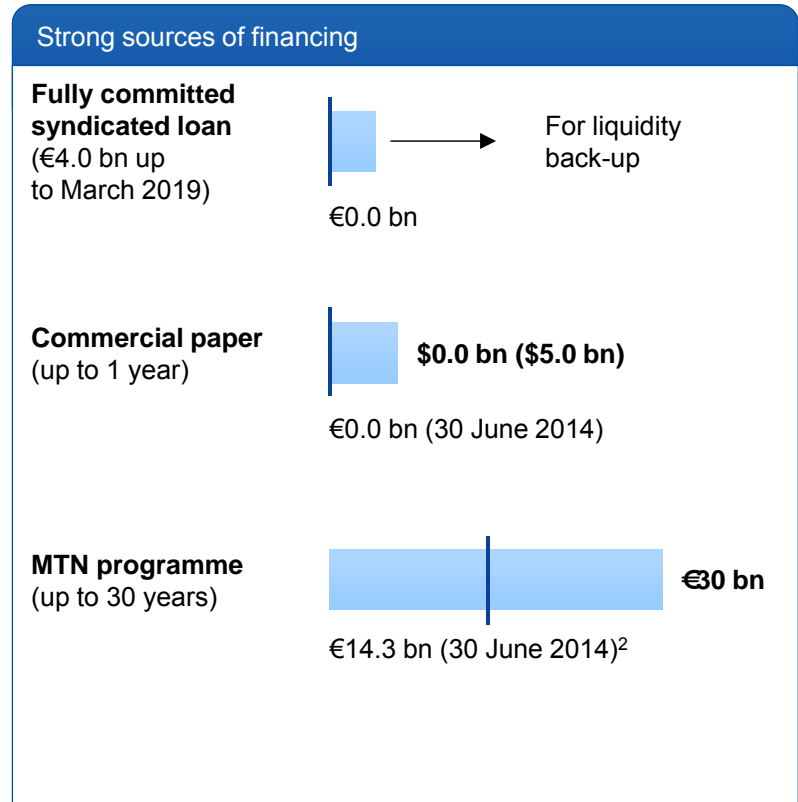 Strong sources of financing
Fully committed
syndicated loan
(€4.0 bn up
to March 2019)
For liquidity
back-up
€0.0 bn
Commercial paper
(up to 1 year)
$0.0 bn ($5.0 bn)
€0.0 bn (30 June 2014)
MTN programme
(up to 30 years)
€30 bn
€14.3 bn (30 June 2014)2